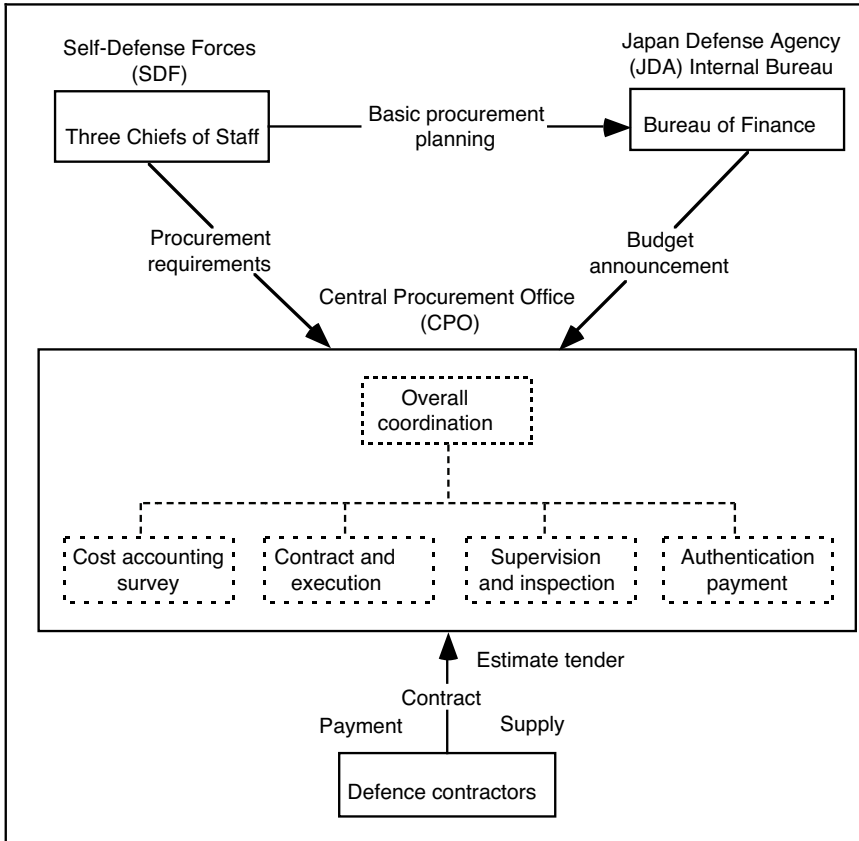 Self-Defense Forces
(SDF)
Japan Defense Agency
(JDA) Internal Bureau
Three Chiefs of Staff
Basic procurement
planning
Bureau of Finance
Procurement
requirements
Budget
announcement
Central Procurement Office
(CPO)
Overall
coordination
Cost accounting
survey
Contract and
execution
Supervision
and inspection
Authentication
payment
Estimate tender
Contract
Payment
Supply
Defence contractors